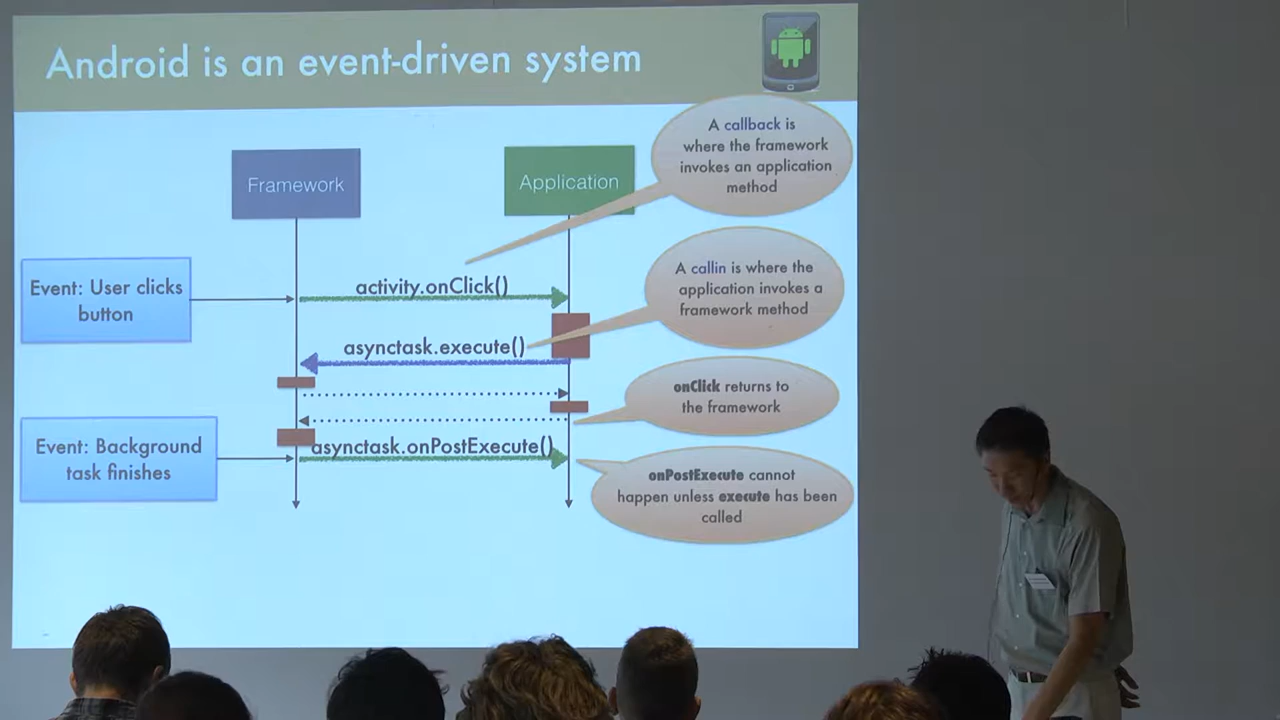 Android is an event-driven system
A callback is
where the framework
invokes an application
method
Framework
Application
Event: User clicks
button
activity.onClick()
A callin is where the
application invokes a
framework method
asynctask.execute()
onClick returns to
the framework
Event: Background
task finishes
asynctask.onPostExecute()
onPostExecute cannot
happen unless execute has been
called